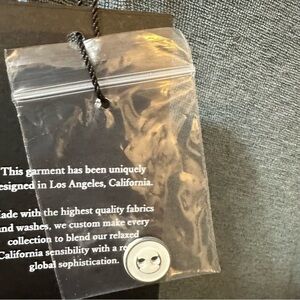 This garment has been uniquely
esigned in Los Angeles, California.
ade with the highest quality fabrics
nd washes, we custom make every
collection to blend our relaxed
California sensibility with a
global sophistication.